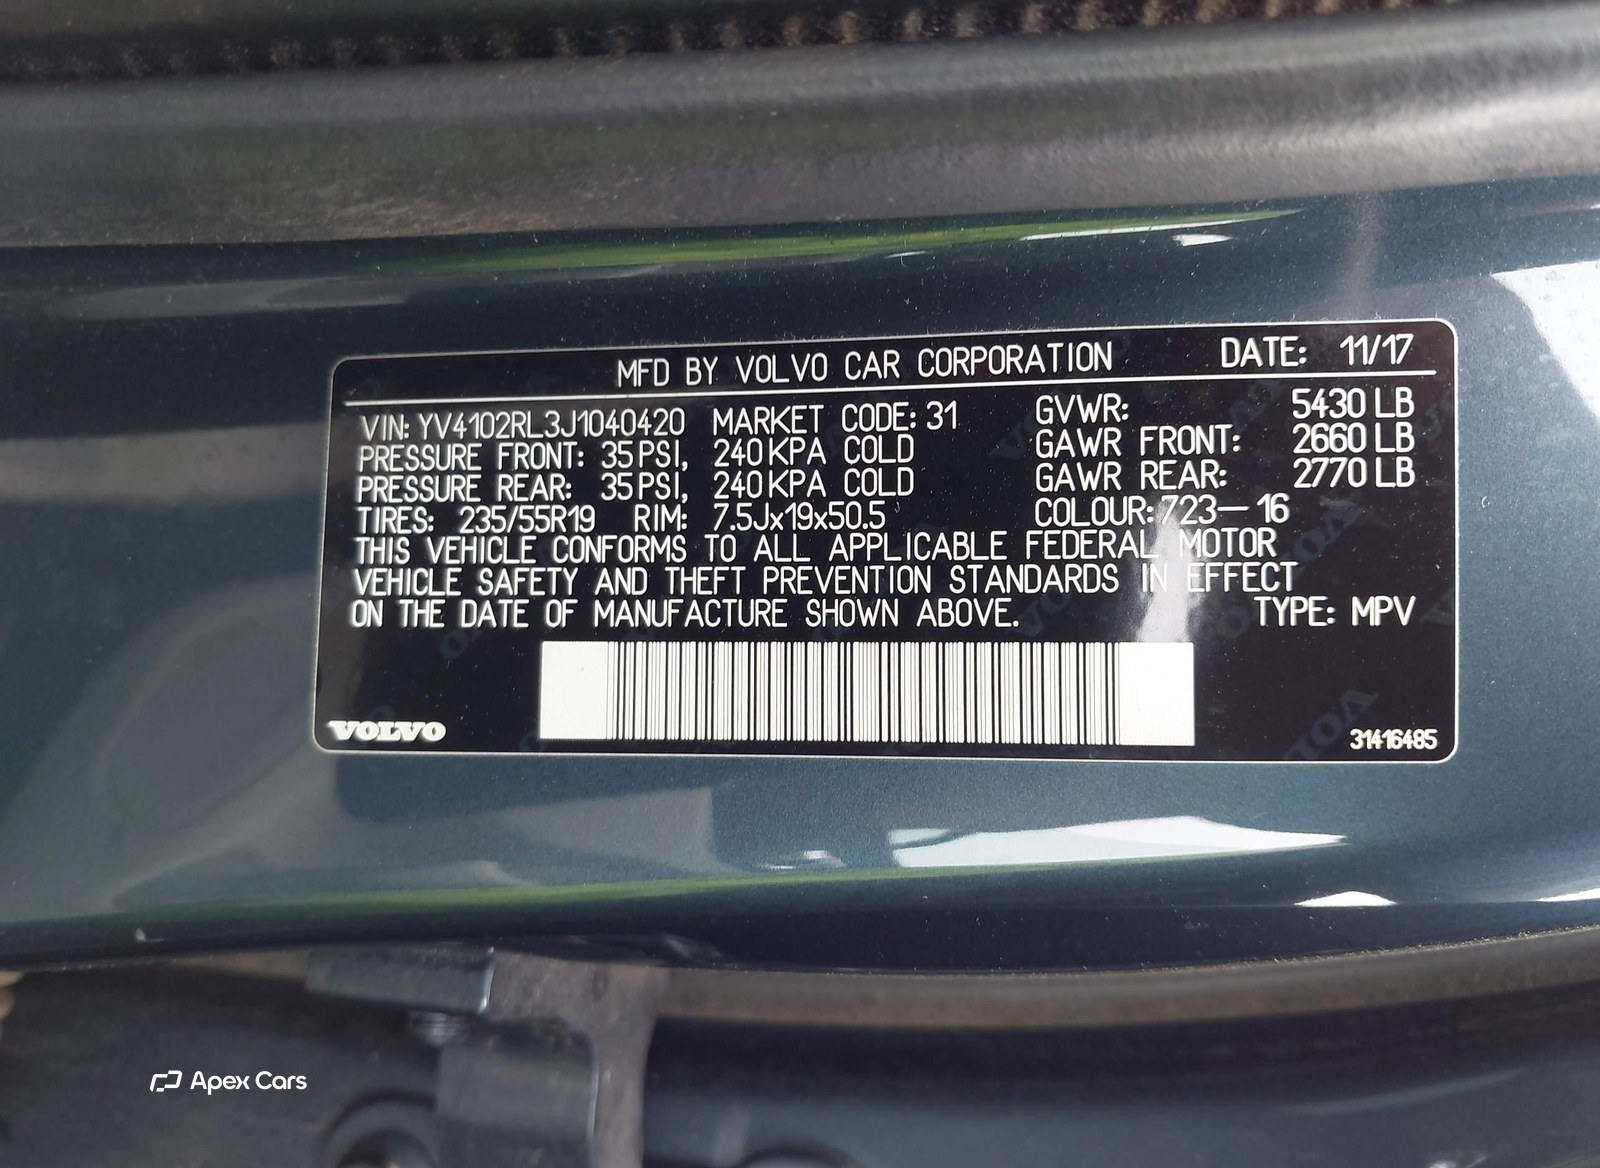 MFD BY VOLVO CAR CORPORATION DATE: 11/17
VIN: YV4102RL3J1040420 MARKET CODE: 31 GVWR: 5430 LB
PRESSURE FRONT: 35 PSI, 240 KPA COLD GAWR FRONT: 2660 LB
PRESSURE REAR: 35 PSI, 240 KPA COLD GAWR REAR: 2770 LB
TIRES: 235/55R19 RIM: 7.5Jx19x50.5 COLOUR: 723-16
THIS VEHICLE CONFORMS TO ALL APPLICABLE FEDERAL MOTOR
VEHICLE SAFETY AND THEFT PREVENTION STANDARDS IN EFFECT
ON THE DATE OF MANUFACTURE SHOWN ABOVE. TYPE: MPV
VOLVO 31416485
Apex Cars